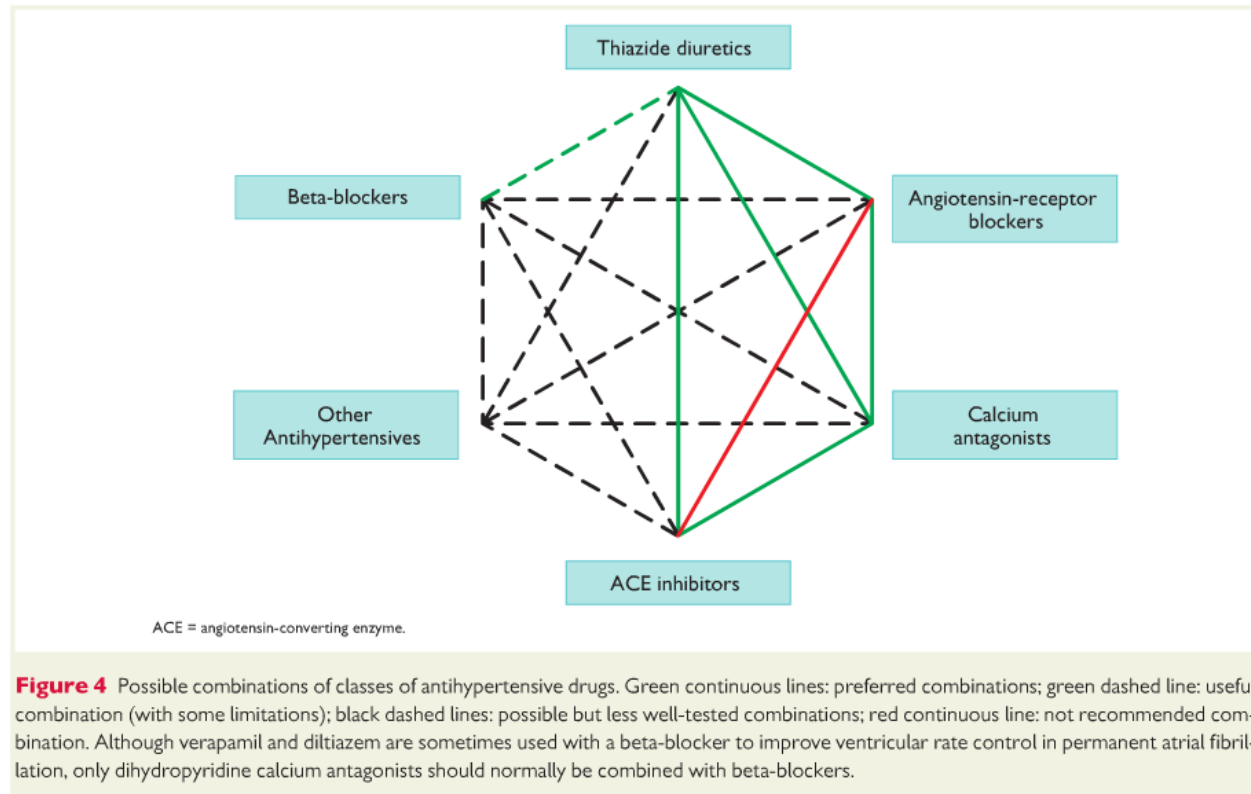 Thiazide diuretics
Beta-blockers
Angiotensin-receptor
blockers
Other
Antihypertensives
Calcium
antagonists
ACE inhibitors
ACE = angiotensin-converting enzyme.
Figure 4 Possible combinations of classes of antihypertensive drugs. Green continuous lines: preferred combinations; green dashed line: useful
combination (with some limitations); black dashed lines: possible but less well-tested combinations; red continuous line: not recommended com-
bination. Although verapamil and diltiazem are sometimes used with a beta-blocker to improve ventricular rate control in permanent atrial fibril-
lation, only dihydropyridine calcium antagonists should normally be combined with beta-blockers.